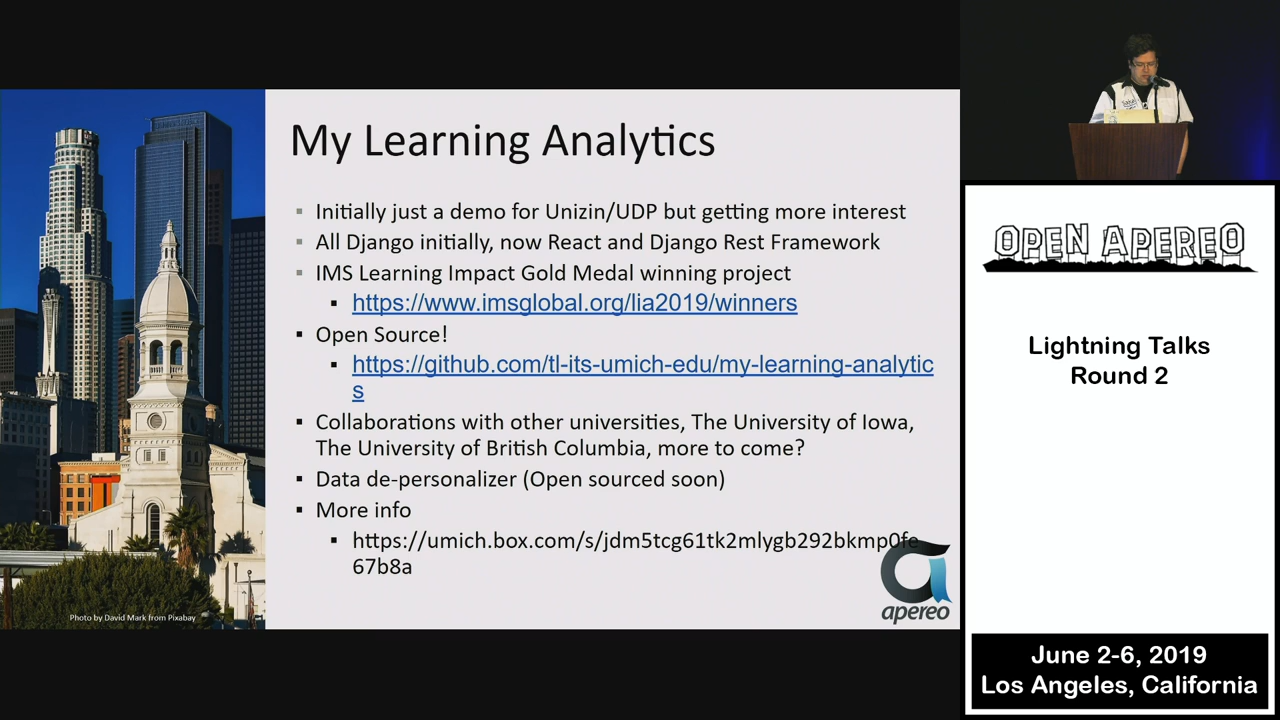 My Learning Analytics
Initially just a demo for Unizin/UDP but getting more interest
All Django initially, now React and Django Rest Framework
IMS Learning Impact Gold Medal winning project
https://www.imsglobal.org/lia2019/winners
Open Source!
https://github.com/tl-its-umich-edu/my-learning-analytic
s
Collaborations with other universities, The University of Iowa,
The University of British Columbia, more to come?
Data de-personalizer (Open sourced soon)
More info
https://umich.box.com/s/jdm5tcg61tk2mlygb292bkmp0fe
67b8a
apereo
Photo by David Mark from Pixabay
OPEN APEREO
Lightning Talks
Round 2
June 2-6, 2019
Los Angeles, California